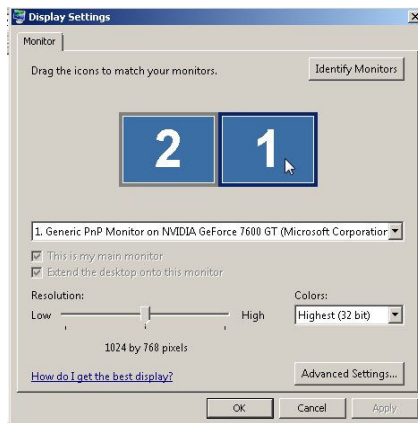 Display Settings
Monitor
Drag the icons to match your monitors.
Identify Monitors
2 1
1. Generic PnP Monitor on NVIDIA GeForce 7600 GT (Microsoft Corporation
This is my main monitor
Extend the desktop onto this monitor
Resolution:
Colors:
Low High
Highest (32 bit)
1024 by 768 pixels
How do I get the best display?
Advanced Settings...
OK Cancel Apply